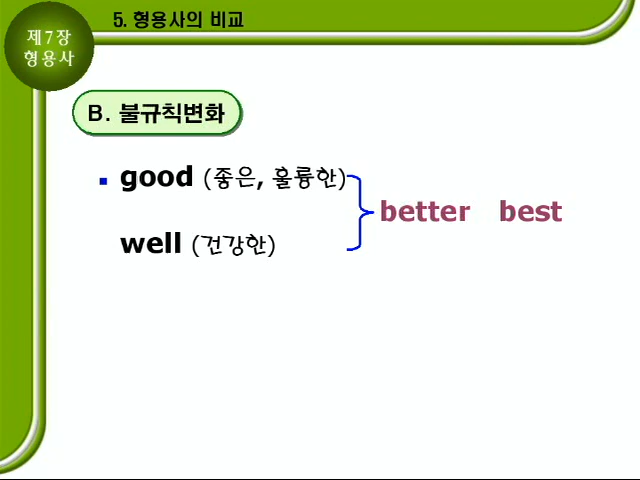 제7장
형용사
5. 형용사의 비교
B. 불규칙변화
▪ good (좋은, 훌륭한)
better best
well (건강한)